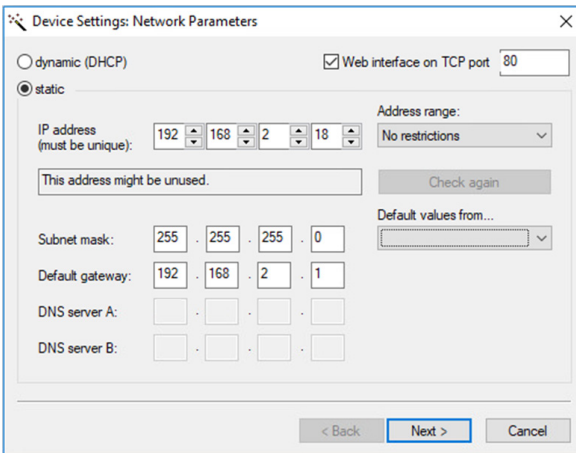 Device Settings: Network Parameters
dynamic (DHCP)
Web interface on TCP port 80
static
Address range:
IP address
(must be unique): 192 168 2 18 No restrictions
This address might be unused. Check again
Default values from...
Subnet mask: 255 . 255 . 255 . 0
Default gateway: 192 . 168 . 2 . 1
DNS server A: . . .
DNS server B: . . .
< Back Next > Cancel